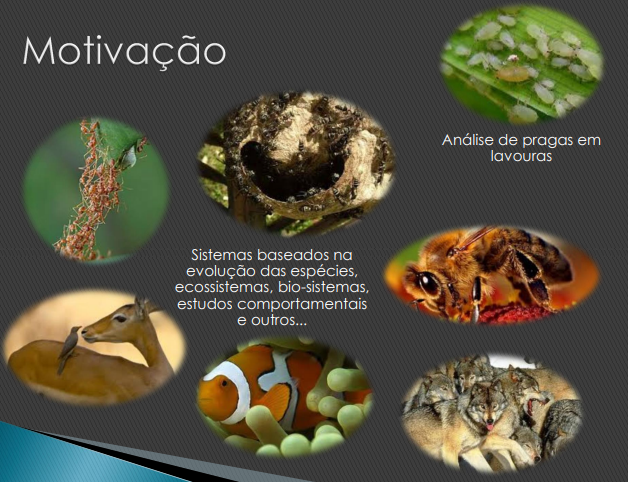 Motivação
Análise de pragas em
lavouras
Sistemas baseados na
evolução das espécies,
ecossistemas, bio-sistemas,
estudos comportamentais
e outros...